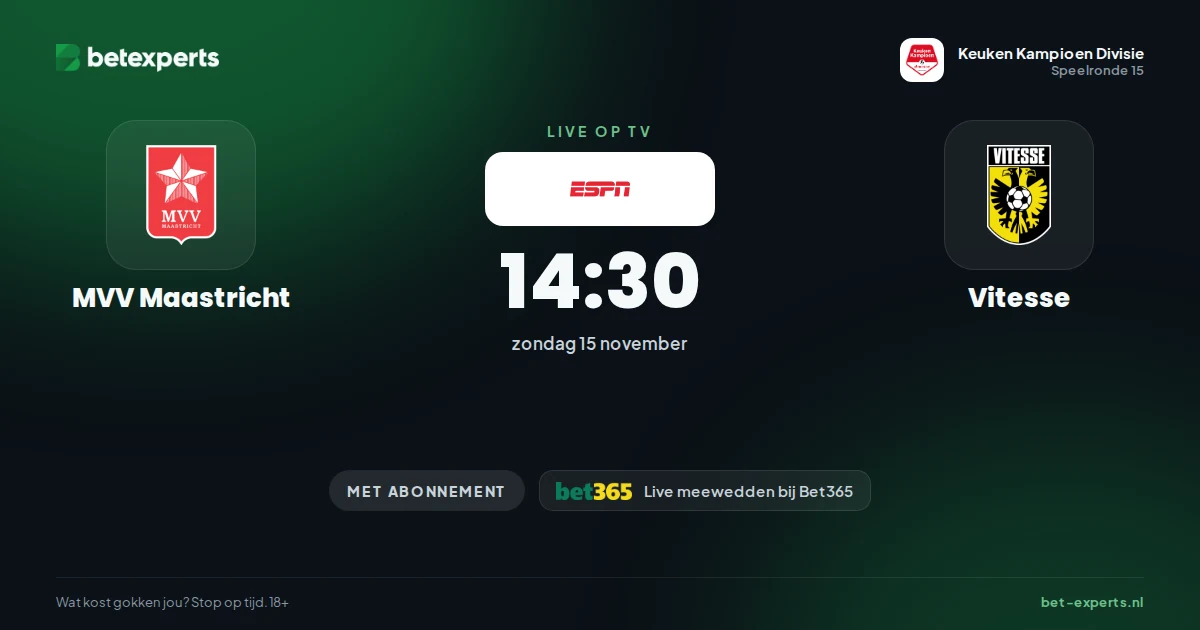 betexperts
Keuken Kampioen Divisie
Speelronde 15
Keuken
Kampioen
LIVE OP TV
ESPN
MVV
MAASTRICHT
VITESSE
14:30
MVV Maastricht
Vitesse
zondag 15 november
MET ABONNEMENT
bet365 Live meewedden bij Bet365
Wat kost gokken jou? Stop op tijd. 18+
bet-experts.nl